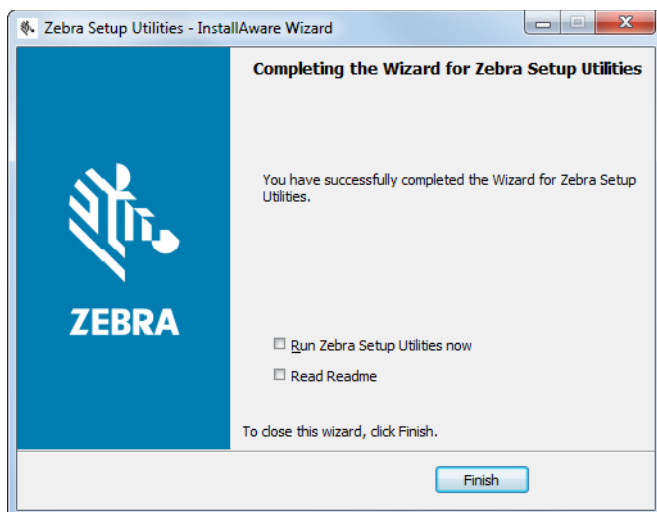 Zebra Setup Utilities - InstallAware Wizard
Completing the Wizard for Zebra Setup Utilities
You have successfully completed the Wizard for Zebra Setup
Utilities.
ZEBRA
Run Zebra Setup Utilities now
Read Readme
To close this wizard, click Finish.
Finish